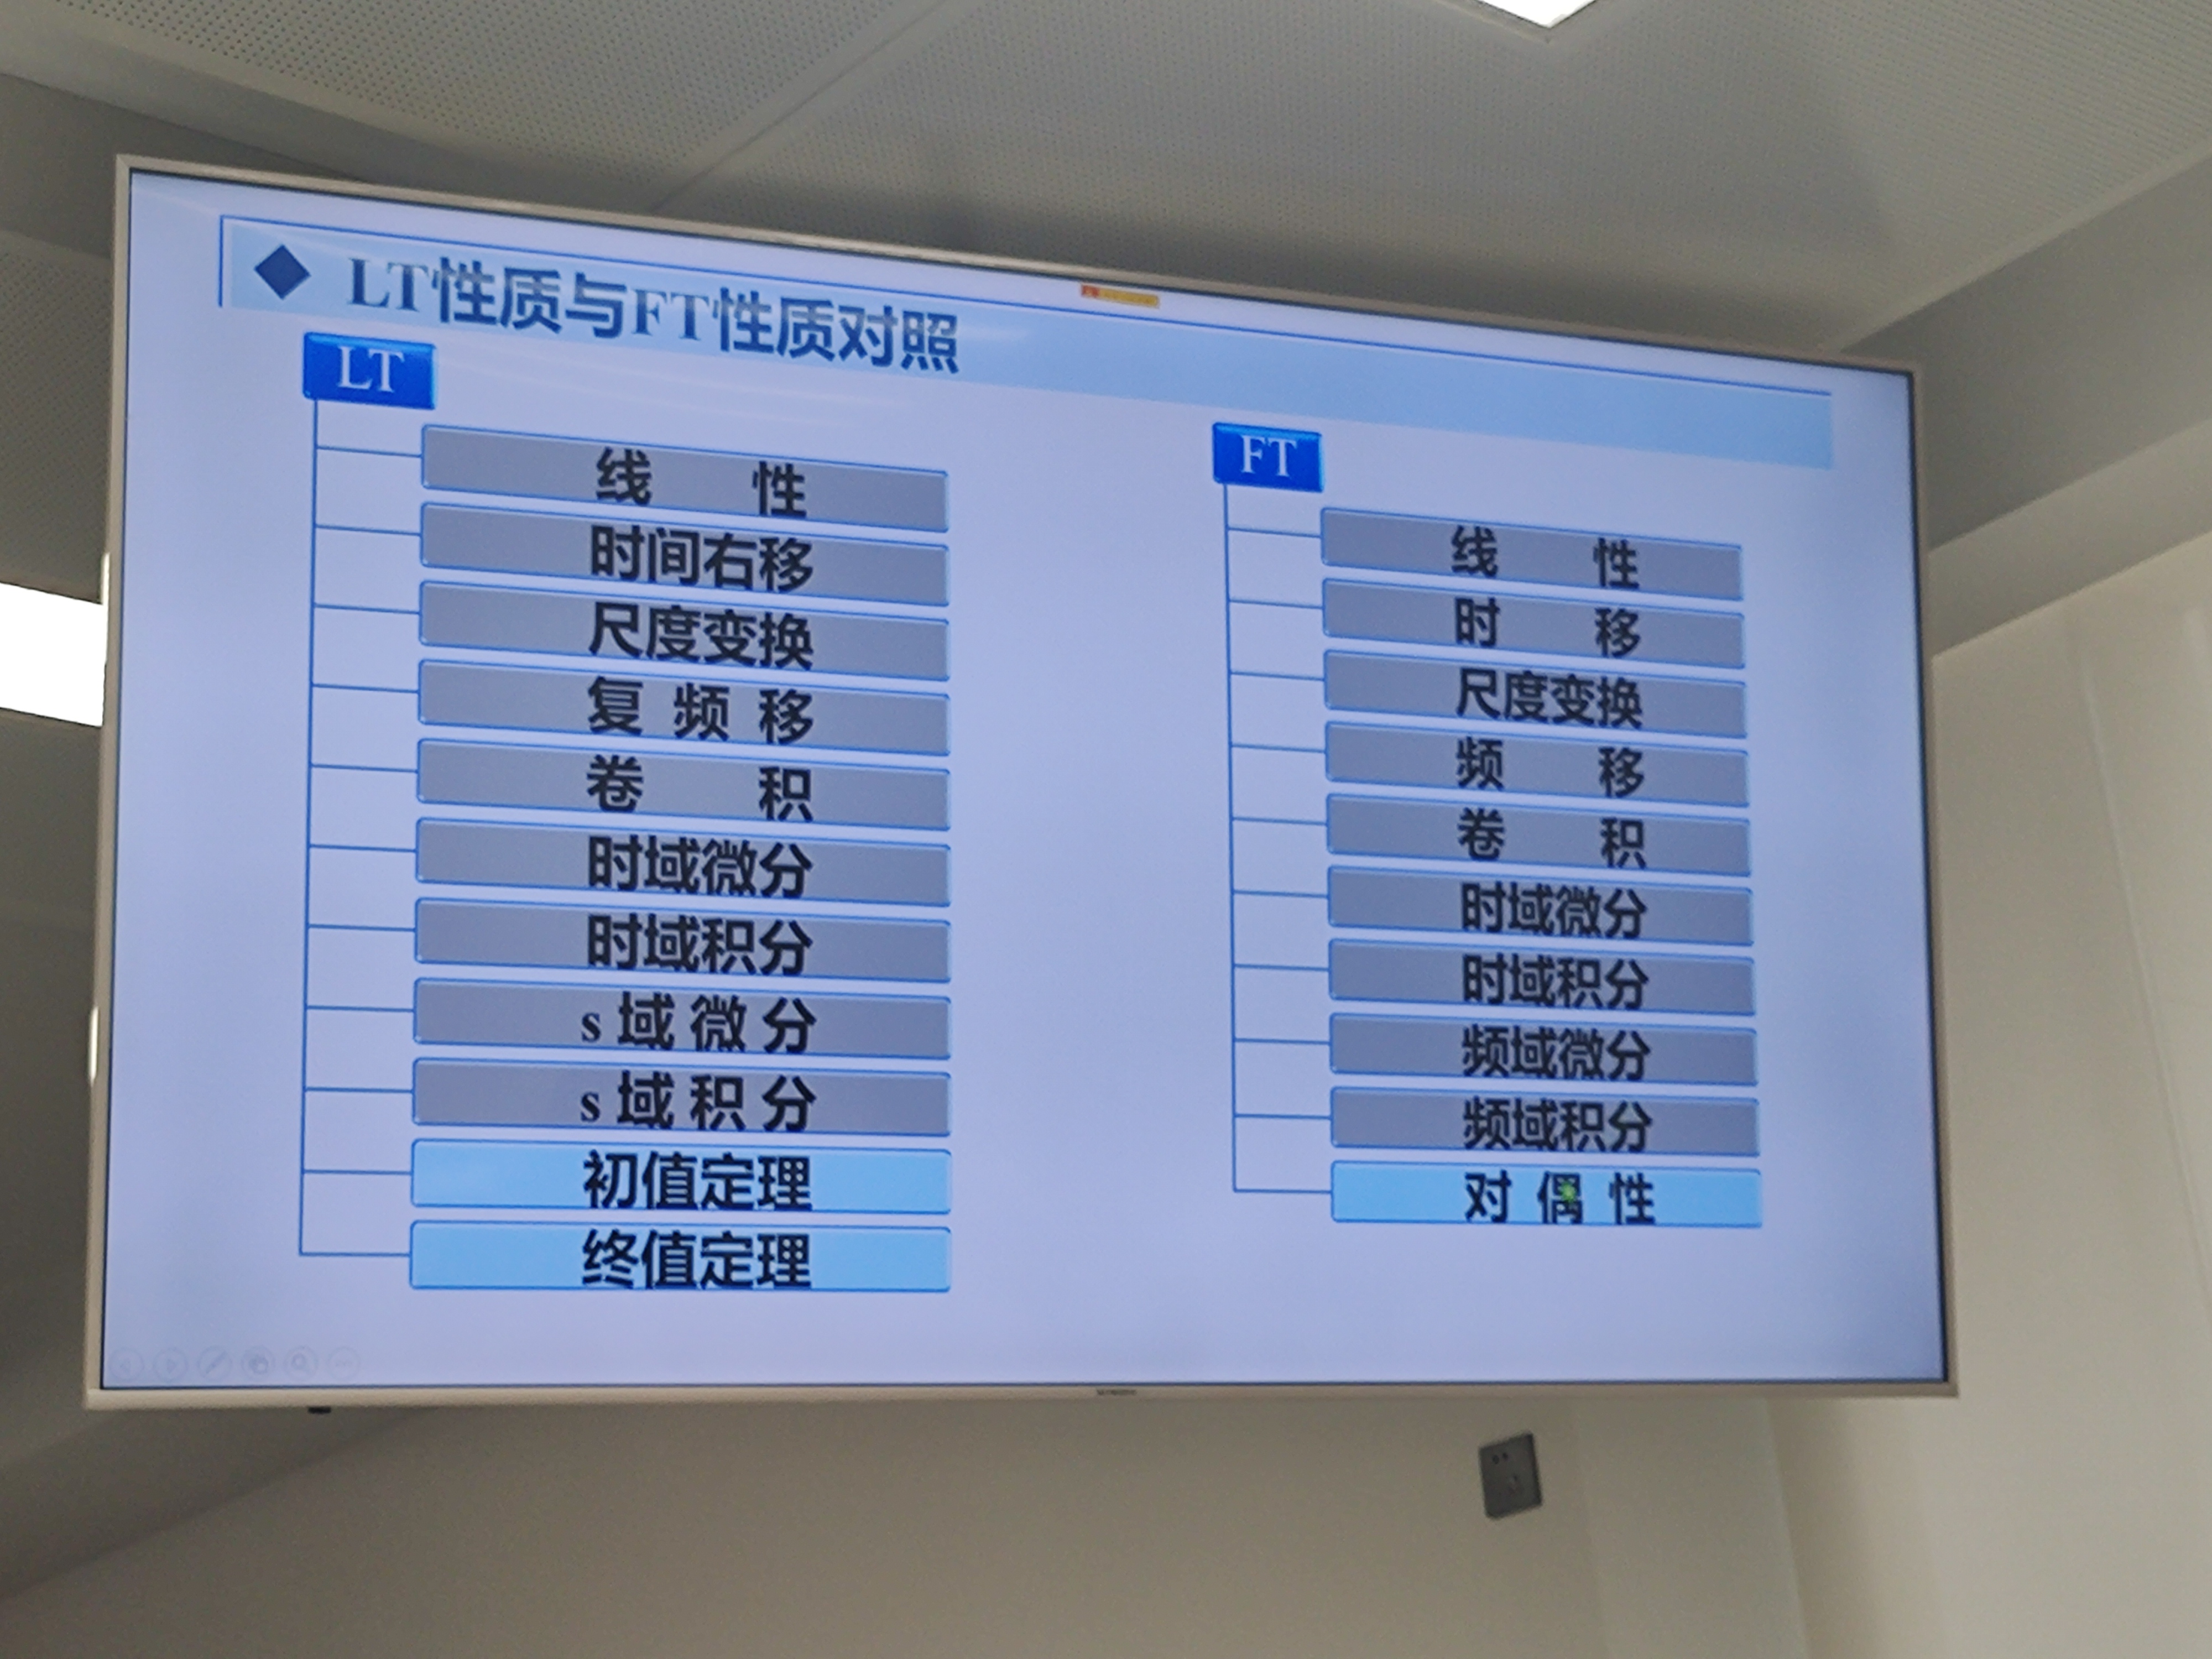 LT性质与FT性质对照
LT
线 性
时间右移
尺度变换
复 频 移
卷 积
时域微分
时域积分
s 域 微 分
s 域 积 分
初值定理
终值定理
FT
线 性
时 移
尺度变换
频 移
卷 积
时域微分
时域积分
频域微分
频域积分
对 偶 性